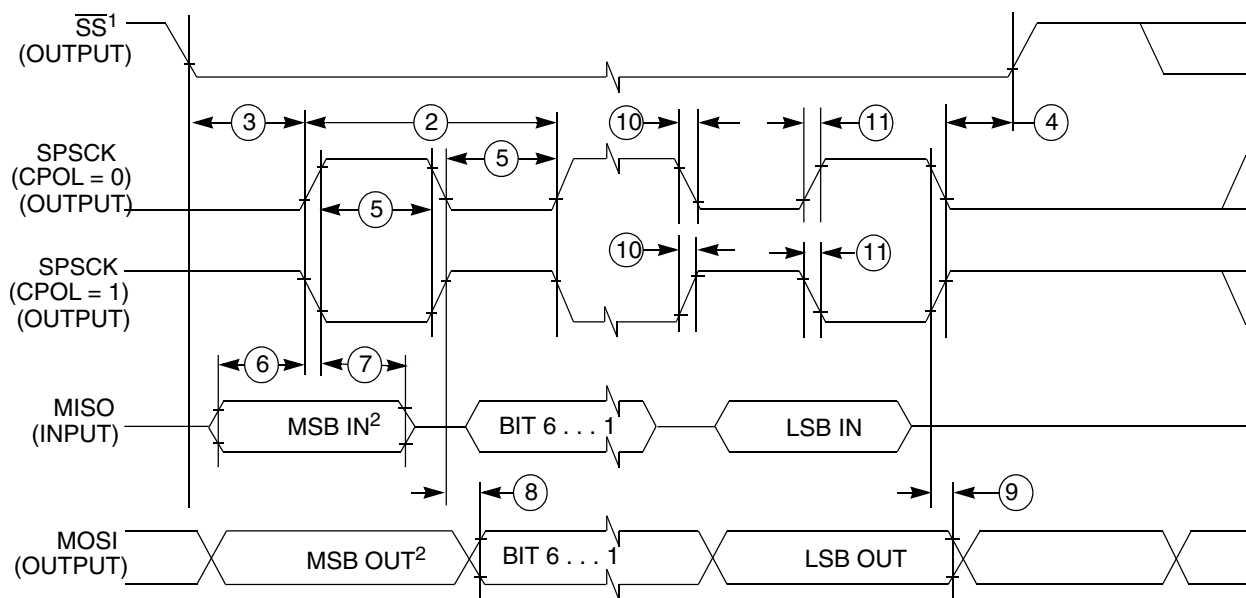 SS¹
(OUTPUT)
3
2
10
11
4
SPSCK
(CPOL = 0)
(OUTPUT)
5
5
SPSCK
(CPOL = 1)
(OUTPUT)
10
11
6
7
MISO
(INPUT)
MSB IN²
BIT 6 . . . 1
LSB IN
8
9
MOSI
(OUTPUT)
MSB OUT²
BIT 6 . . . 1
LSB OUT